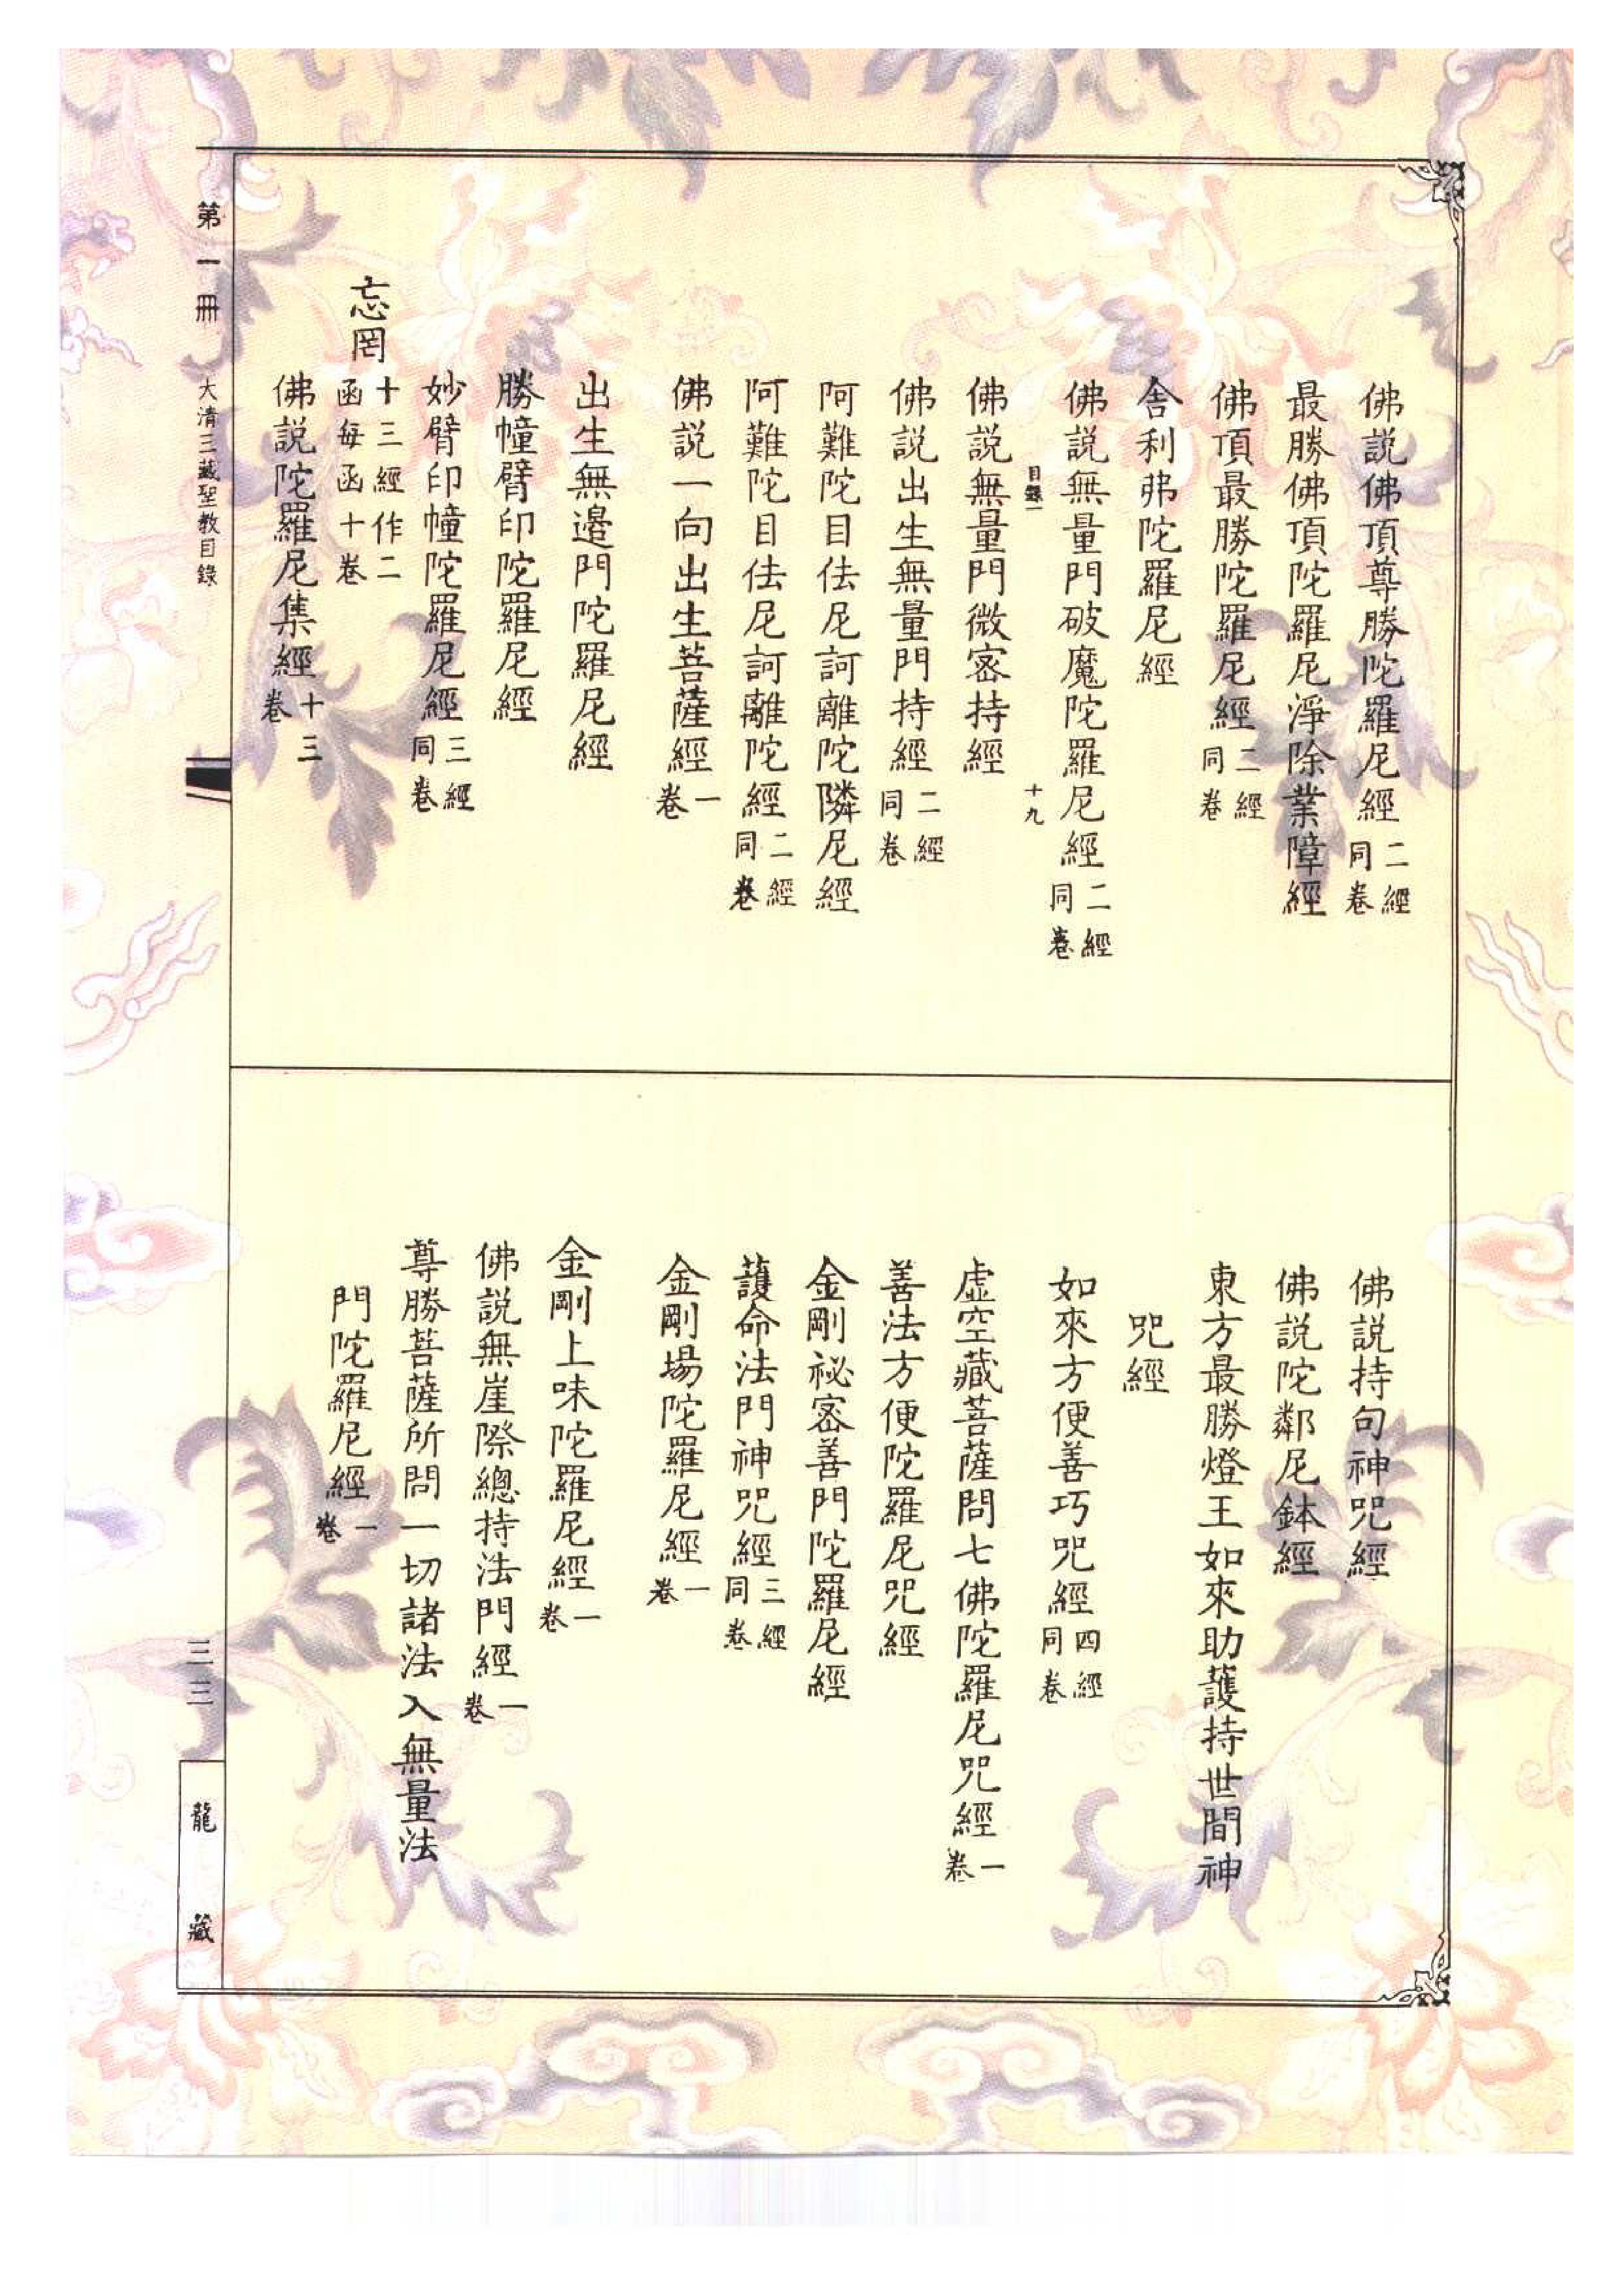 佛説佛頂尊勝陀羅尼經二經同卷
最勝佛頂陀羅尼淨除業障經
佛頂最勝陀羅尼經二經同卷
舍利弗陀羅尼經
佛説無量門破魔陀羅尼經二經同卷
目錄一 十九
佛説無量門微密持經
佛説出生無量門持經二經同卷
阿難陀目佉尼訶離陀隣尼經
阿難陀目佉尼訶離陀經二經同卷
佛説一向出生菩薩經一卷
出生無邊門陀羅尼經
勝幢臂印陀羅尼經
妙臂印幢陀羅尼經三經同卷
忘罔十三經作二函每函十卷
佛説陀羅尼集經十三卷
佛説持句神咒經
佛説陀鄰尼鉢經
東方最勝燈王如來助護持世間神
咒經
如來方便善巧咒經四經同卷
虛空藏菩薩問七佛陀羅尼咒經一卷
善法方便陀羅尼咒經
金剛祕密善門陀羅尼經
護命法門神咒經三經同卷
金剛場陀羅尼經一卷
金剛上味陀羅尼經一卷
佛説無崖際總持法門經一卷
尊勝菩薩所問一切諸法入無量法
門陀羅尼經一卷
第一冊 大清三藏聖教目錄
三三
龍藏